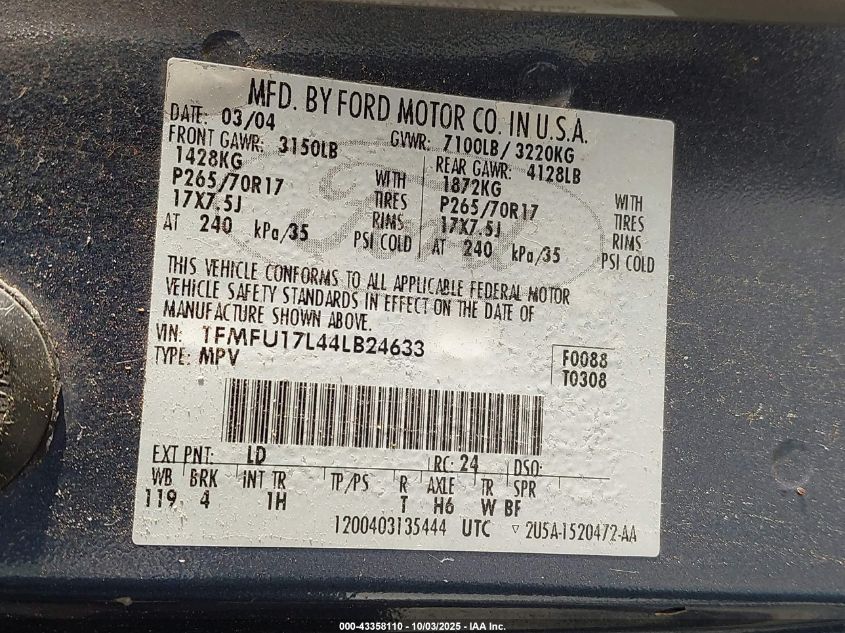 MFD. BY FORD MOTOR CO. IN U.S.A.
DATE: 03/04 GVWR: 7100LB/ 3220KG
FRONT GAWR: 3150LB REAR GAWR: 4128LB
1428KG WITH 1872KG WITH
P265/70R17 TIRES P265/70R17 TIRES
17X7.5J RIMS 17X7.5J RIMS
AT 240 kPa/35 PSI COLD AT 240 kPa/35 PSI COLD
THIS VEHICLE CONFORMS TO ALL APPLICABLE FEDERAL MOTOR
VEHICLE SAFETY STANDARDS IN EFFECT ON THE DATE OF
MANUFACTURE SHOWN ABOVE.
VIN: 1FMFU17L44LB24633
TYPE: MPV
F0088
T0308
EXT PNT: LD RC: 24 DSO:
WB BRK INT TR TP/PS R AXLE TR SPR
119 4 1H T H6 W BF
1200403135444 UTC ▽ 2U5A-1520472-AA
000-43358110 - 10/03/2025 - IAA Inc.